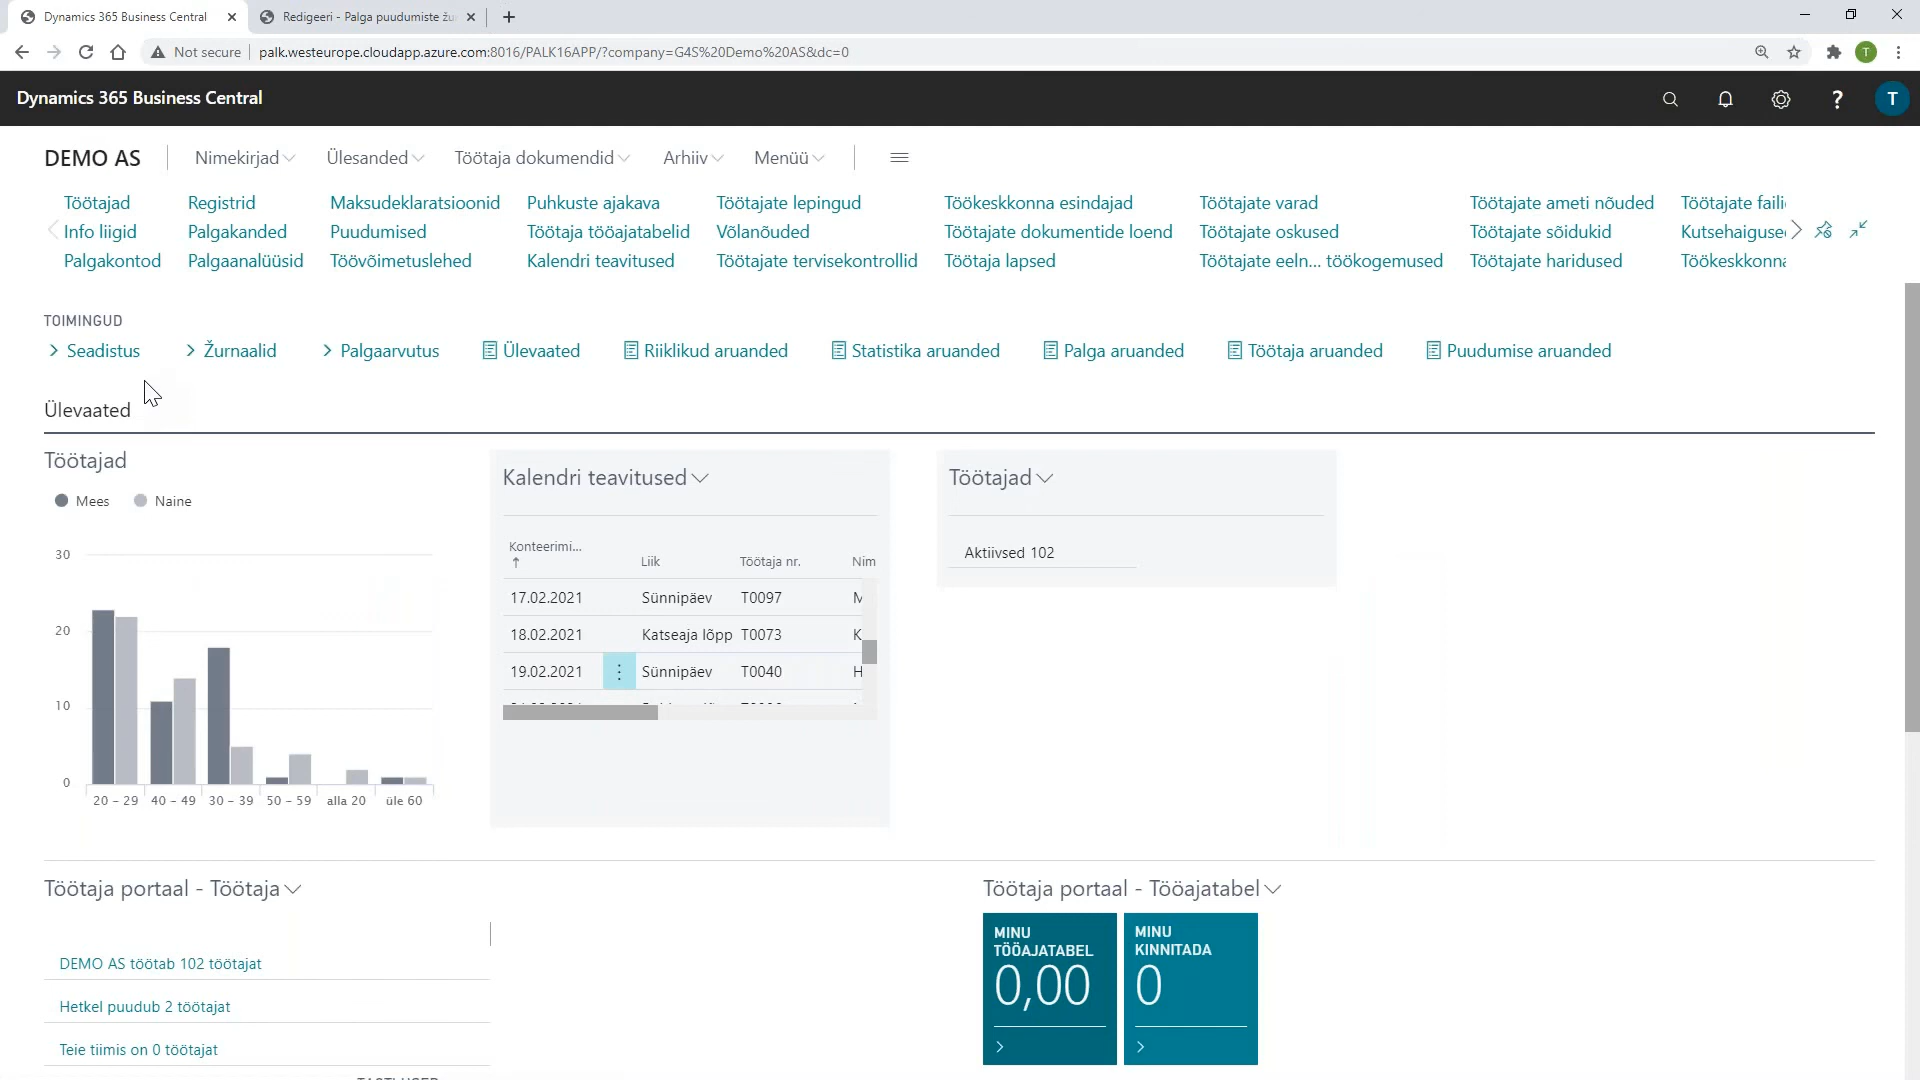 Dynamics 365 Business Central
Redigeeri - Palga puudumiste žu
Not secure
palk.westeurope.cloudapp.azure.com:8016/PALK16APP/?company=G4S%20Demo%20AS&dc=0
T
Dynamics 365 Business Central
?
T
DEMO AS
Nimekirjad
Ülesanded
Töötaja dokumendid
Arhiiv
Menüü
Töötajad
Registrid
Maksudeklaratsioonid
Puhkuste ajakava
Töötajate lepingud
Töökeskkonna esindajad
Töötajate varad
Töötajate ameti nõuded
Töötajate faili
Info liigid
Palgakanded
Puudumised
Töötaja tööajatabelid
Võlanõuded
Töötajate dokumentide loend
Töötajate oskused
Töötajate sõidukid
Kutsehaigused
Palgakontod
Palgaanalüüsid
Töövõimetuslehed
Kalendri teavitused
Töötajate tervisekontrollid
Töötaja lapsed
Töötajate eeln... töökogemused
Töötajate haridused
Töökeskkonna
TOIMINGUD
Seadistus
Žurnaalid
Palgaarvutus
Ülevaated
Riiklikud aruanded
Statistika aruanded
Palga aruanded
Töötaja aruanded
Puudumise aruanded
Ülevaated
Töötajad
Mees
Naine
30
20
10
0
20 – 29
40 – 49
30 – 39
50 – 59
alla 20
üle 60
Kalendri teavitused
Konteerimi...
Liik
Töötaja nr.
Nim
17.02.2021
Sünnipäev
T0097
M
18.02.2021
Katseaja lõpp
T0073
K
19.02.2021
Sünnipäev
T0040
H
Töötajad
Aktiivsed 102
Töötaja portaal - Töötaja
DEMO AS töötab 102 töötajat
Hetkel puudub 2 töötajat
Teie tiimis on 0 töötajat
Töötaja portaal - Tööajatabel
MINU
TÖÖAJATABEL
0,00
MINU
KINNITADA
0